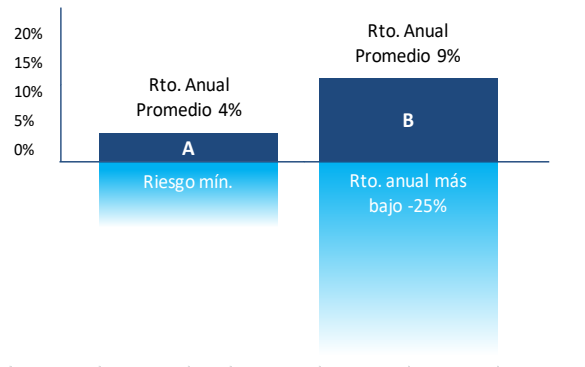 20%
15%
10%
5%
0%
Rto. Anual
Promedio 4%
A
Riesgo mín.
Rto. Anual
Promedio 9%
B
Rto. anual más
bajo -25%